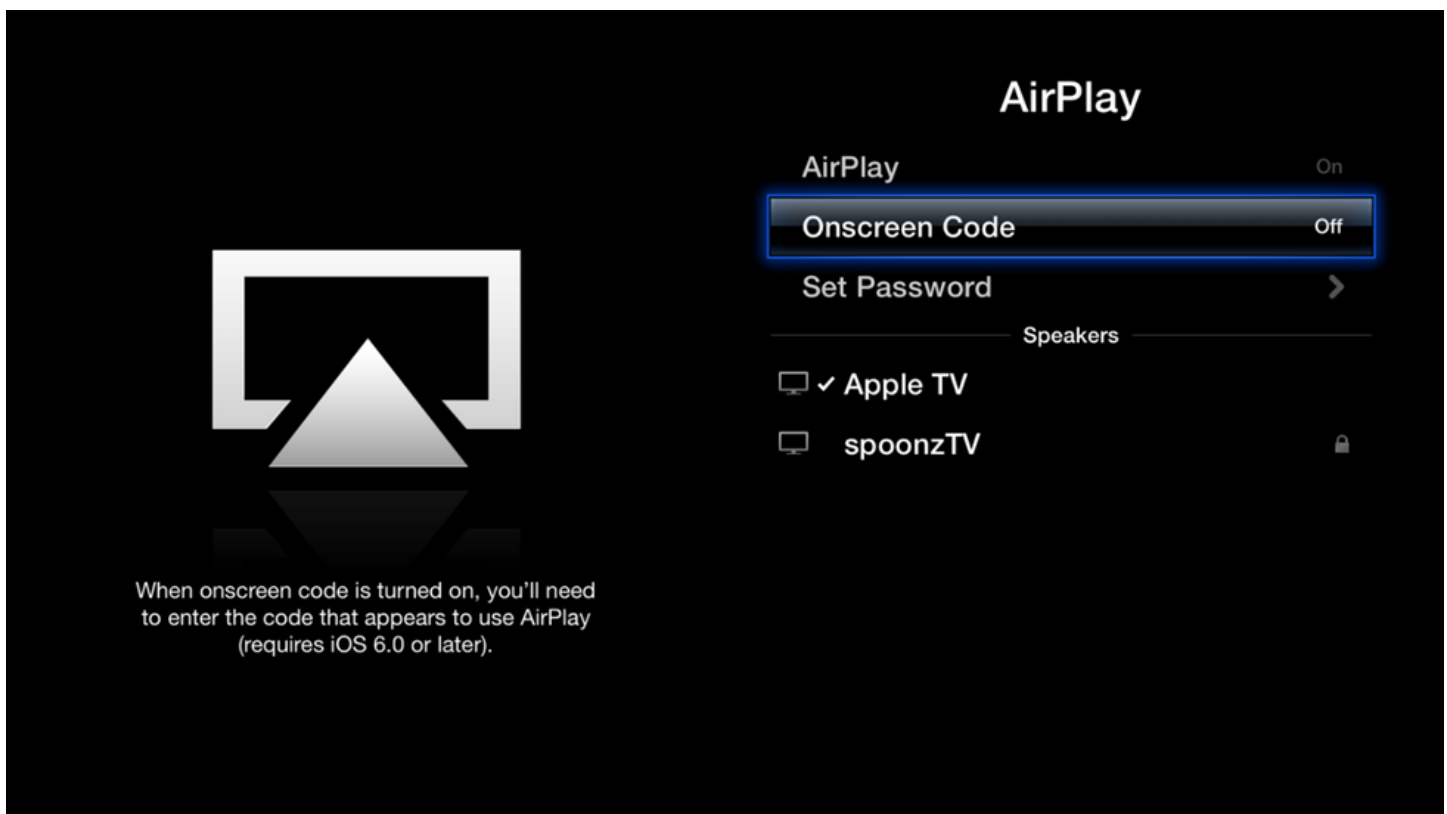 AirPlay
AirPlay On
Onscreen Code Off
Set Password
Speakers
Apple TV
spoonzTV
When onscreen code is turned on, you’ll need
to enter the code that appears to use AirPlay
(requires iOS 6.0 or later).